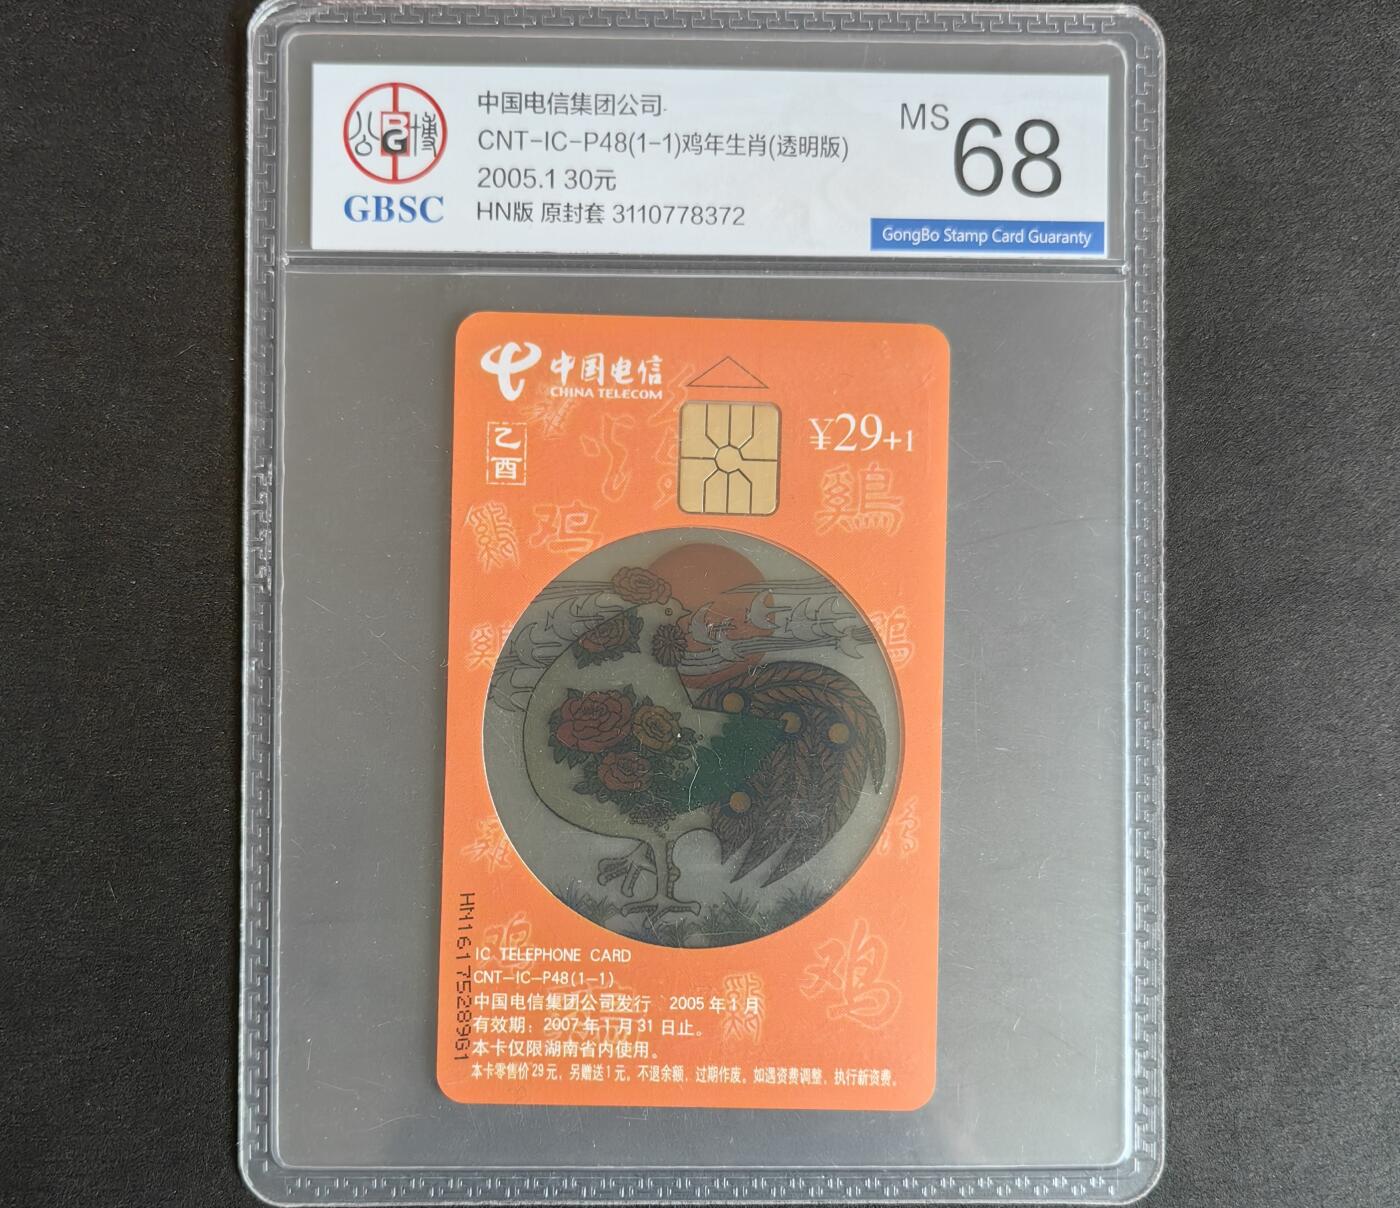 公博
BG
GBSC
中国电信集团公司.
CNT-IC-P48(1-1)鸡年生肖(透明版)
2005.1 30元
HN版 原封套 3110778372
MS 68
GongBo Stamp Card Guaranty
中国电信
CHINA TELECOM
乙酉
¥29+1
鷄
鸡
鸡
IC TELEPHONE CARD
CNT-IC-P48(1-1)
中国电信集团公司发行 2005年1月
有效期：2007年1月31日止。
本卡仅限湖南省内使用。
本卡零售价29元，另赠送1元，不退余额，过期作废。如遇资费调整，执行新资费。
HN1617528961